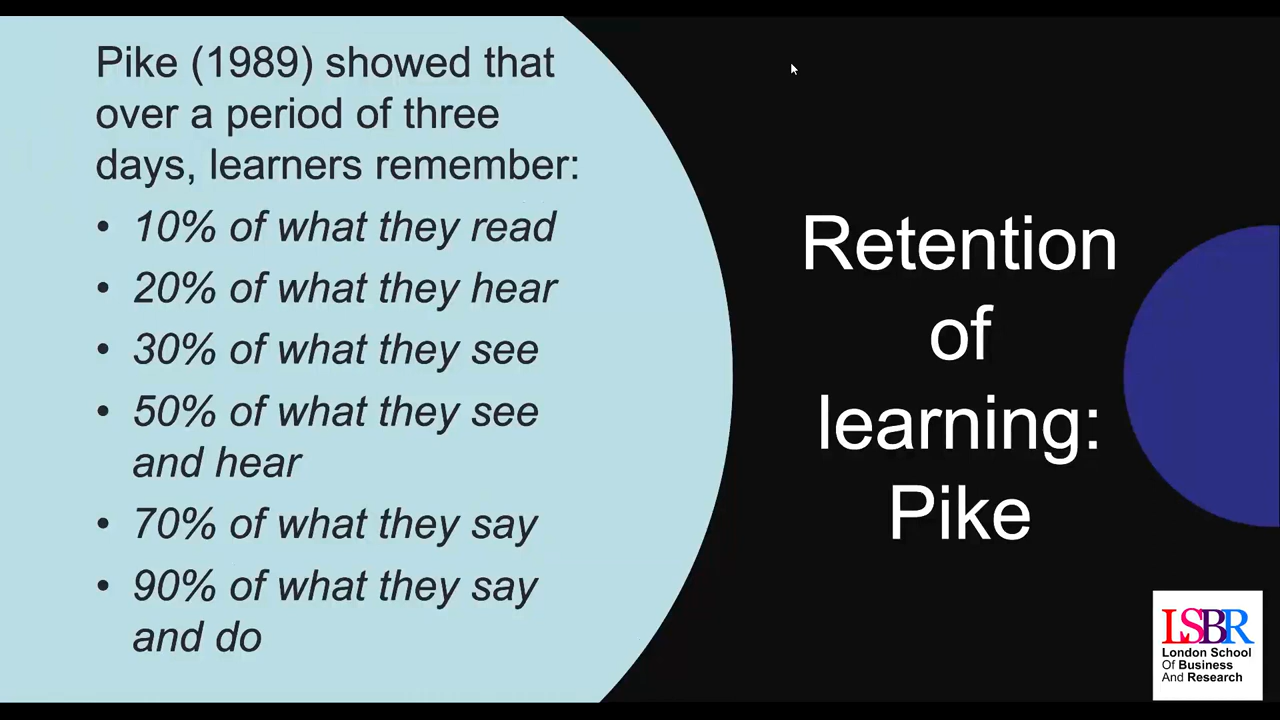 Pike (1989) showed that
over a period of three
days, learners remember:
• 10% of what they read
• 20% of what they hear
• 30% of what they see
• 50% of what they see
and hear
• 70% of what they say
• 90% of what they say
and do
Retention
of
learning:
Pike
LSBR
London School
Of Business
And Research